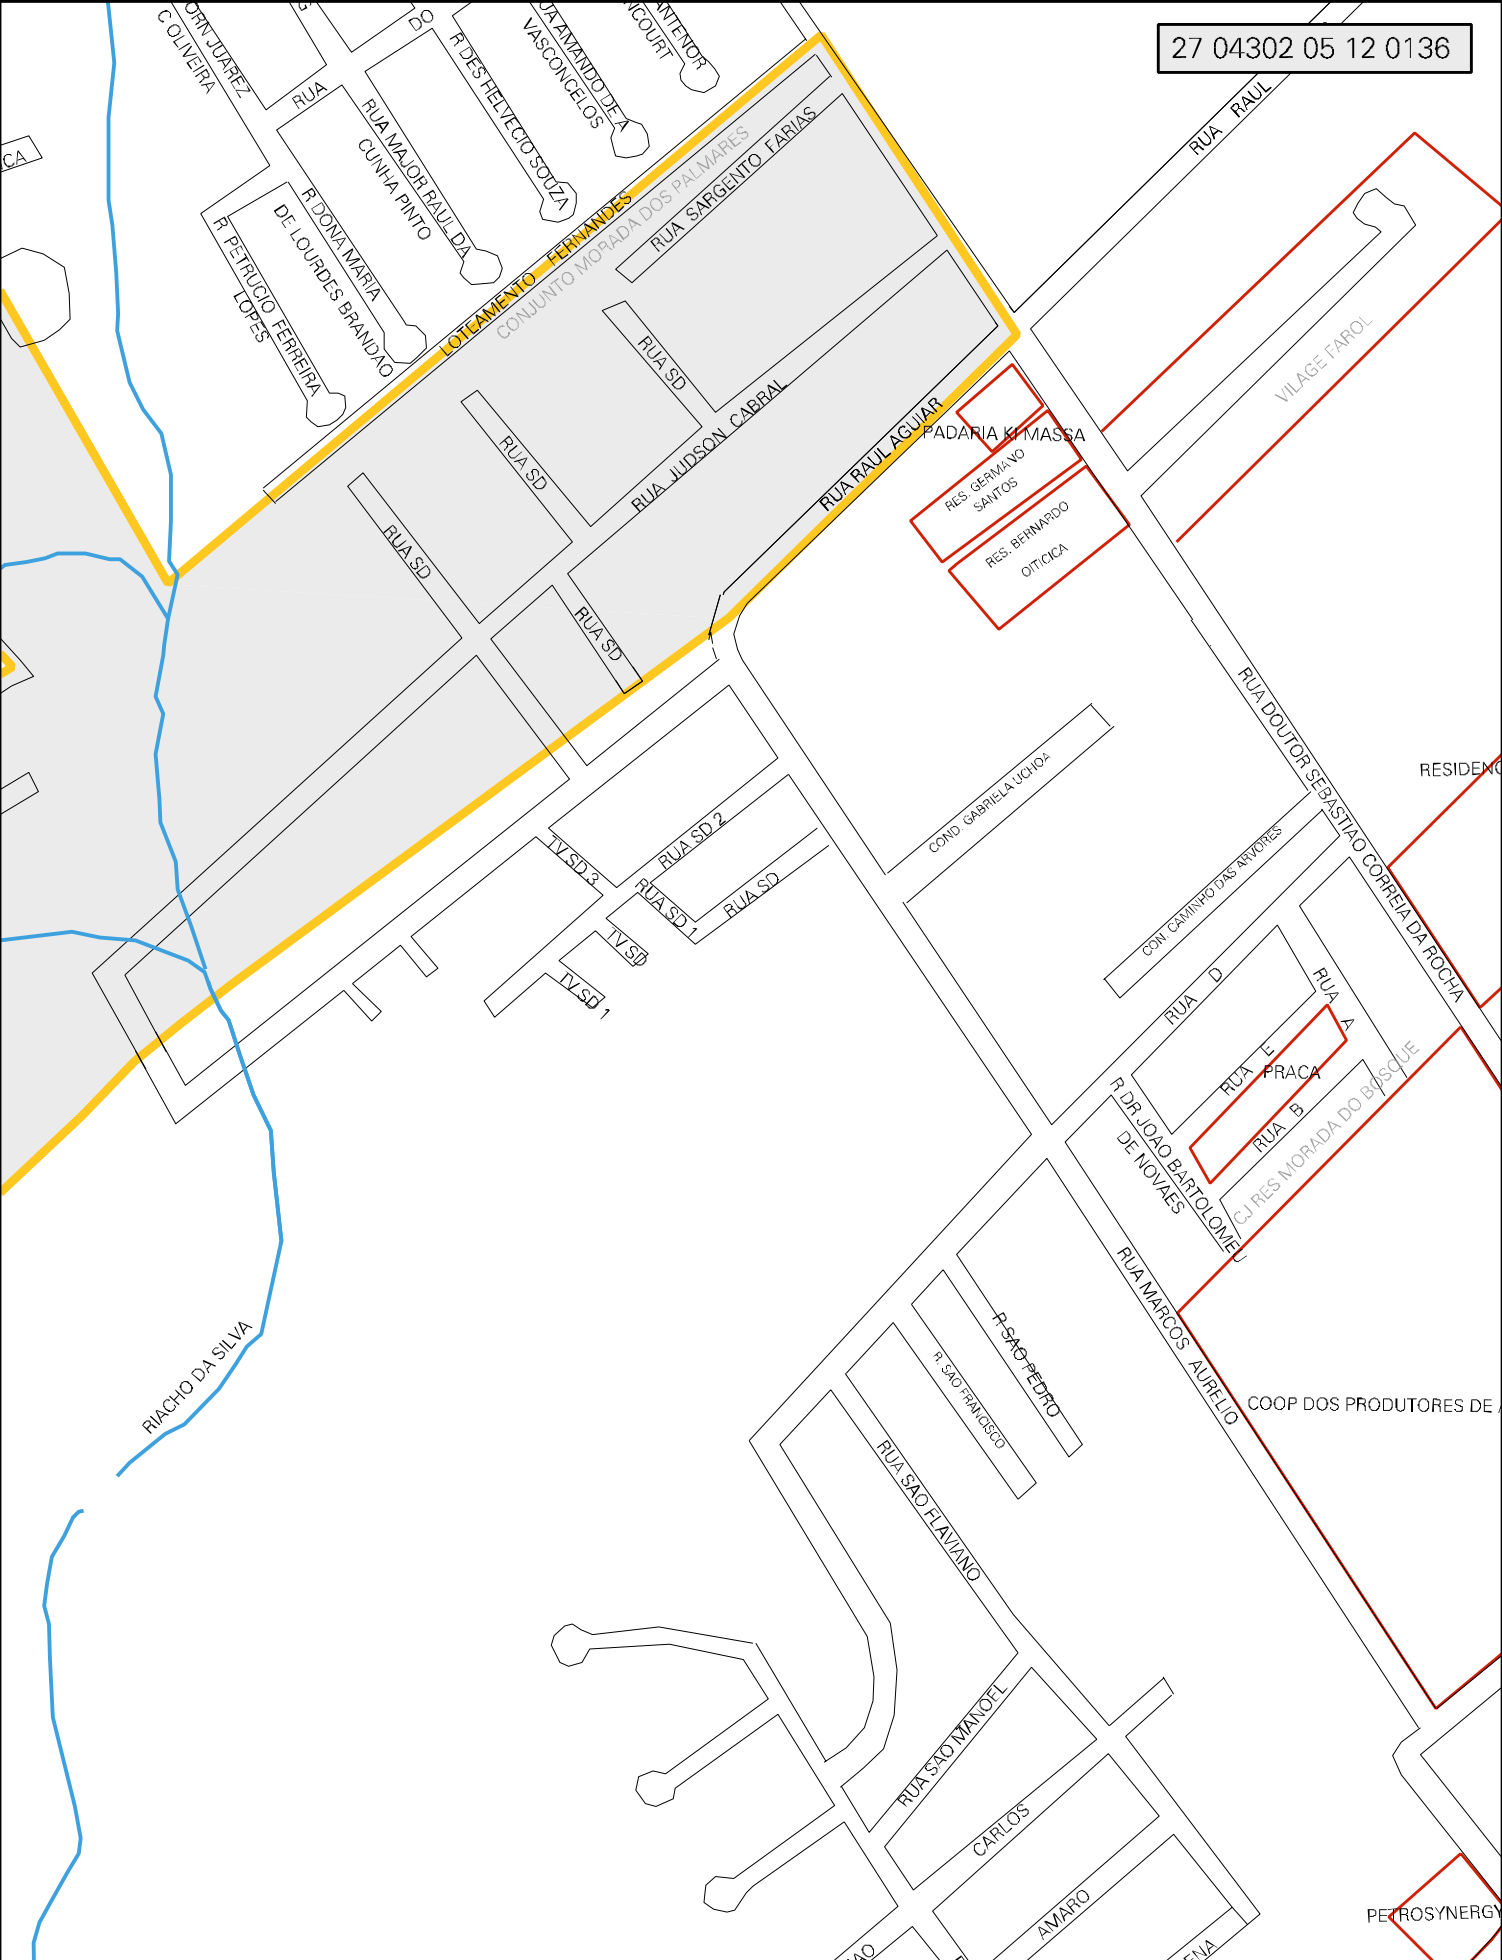 27 04302 05 12 0136
C OLIVEIRA
RUA
DO
R DES HELVECIO SOUZA
VASCONCELOS
RUA MAJOR RAUL DA
CUNHA PINTO
R DONA MARIA
DE LOURDES BRANDAO
R PETRUCIO FERREIRA
LOPES
LOTEAMENTO FERNANDES
CONJUNTO MORADA DOS PALMARES
RUA SARGENTO FARIAS
RUA RAUL
VILAGE FAROL
RUA SD
RUA SD
RUA SD
RUA SD
RUA JUDSON CABRAL
RUA RAUL AGUIAR
PADARIA KI MASSA
RES. GERMANO
SANTOS
RES. BERNARDO
OITICICA
RUA DOUTOR SEBASTIAO CORREIA DA ROCHA
COND. GABRIELA UCHOA
CON. CAMINHO DAS ARVORES
TV SD 3
RUA SD 2
RUA SD 1
RUA SD
TV SD
TV SD 1
RUA D
RUA A
RUA E
PRACA
RUA B
CJ RES MORADA DO BOSQUE
R DR JOAO BARTOLOMEU
DE NOVAES
RUA MARCOS AURELIO
RIACHO DA SILVA
R SAO PEDRO
R. SAO FRANCISCO
RUA SAO FLAVIANO
COOP DOS PRODUTORES DE
RUA SAO MANOEL
CARLOS
AMARO
PETROSYNERGY